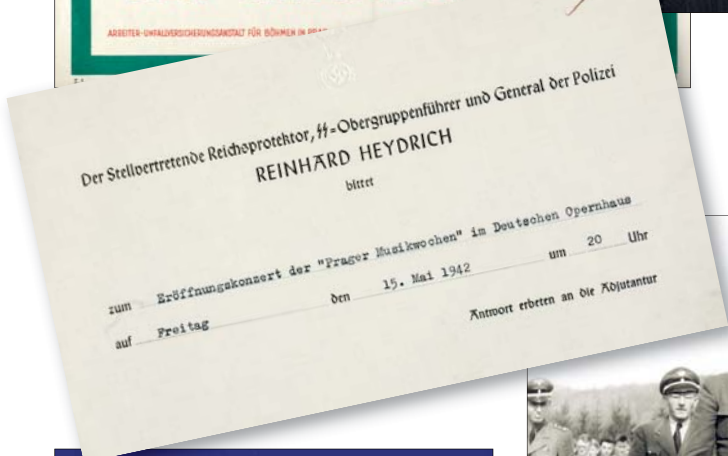 ARBEITER-UNFALLVERSICHERUNGSANSTALT FÜR BÖHMEN IN PRAG
Der Stellvertretende Reichsprotektor, ᛋᛋ=Obergruppenführer und General der Polizei
REINHARD HEYDRICH
bittet
zum Eröffnungskonzert der "Prager Musikwochen" im Deutschen Opernhaus
auf Freitag den 15. Mai 1942 um 20 Uhr
Antwort erbeten an die Adjutantur